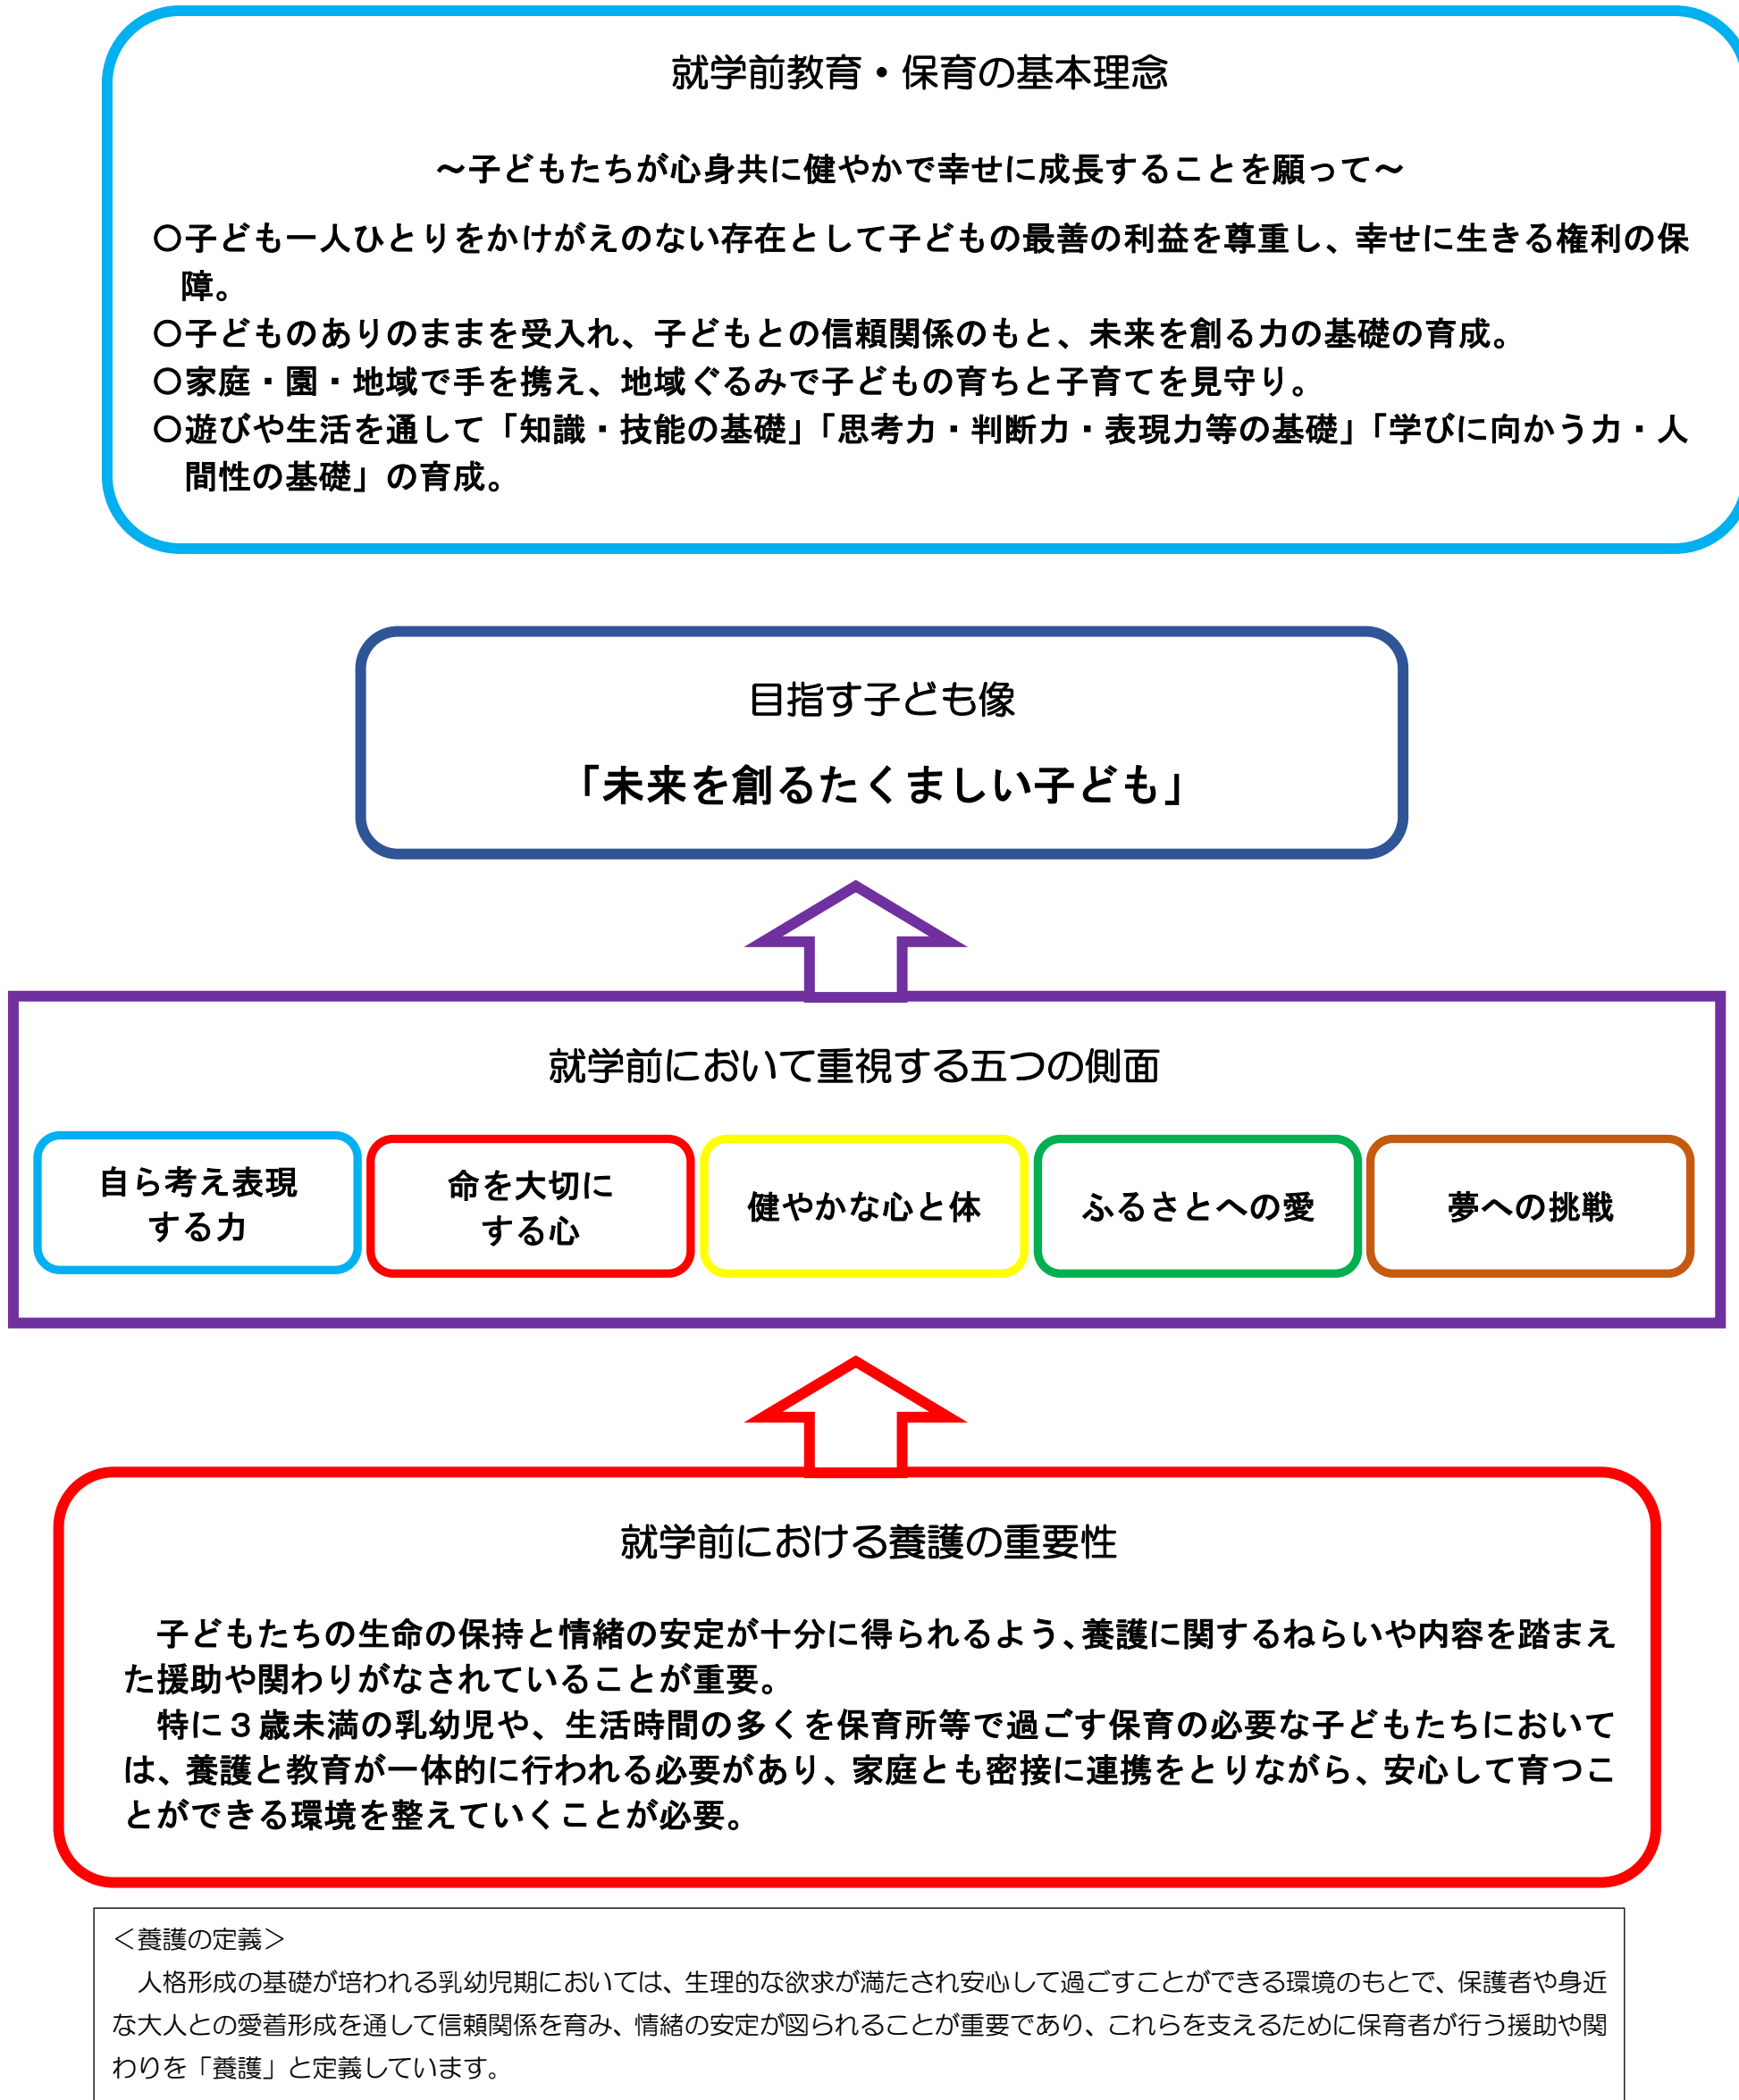 就学前教育・保育の基本理念
～子どもたちが心身共に健やかで幸せに成長することを願って～
○子ども一人ひとりをかけがえのない存在として子どもの最善の利益を尊重し、幸せに生きる権利の保
障。
○子どものありのままを受入れ、子どもとの信頼関係のもと、未来を創る力の基礎の育成。
○家庭・園・地域で手を携え、地域ぐるみで子どもの育ちと子育てを見守り。
○遊びや生活を通して「知識・技能の基礎」「思考力・判断力・表現力等の基礎」「学びに向かう力・人
間性の基礎」の育成。
目指す子ども像
「未来を創るたくましい子ども」
就学前において重視する五つの側面
自ら考え表現
する力
命を大切に
する心
健やかな心と体
ふるさとへの愛
夢への挑戦
就学前における養護の重要性
子どもたちの生命の保持と情緒の安定が十分に得られるよう、養護に関するねらいや内容を踏まえ
た援助や関わりがなされていることが重要。
特に３歳未満の乳幼児や、生活時間の多くを保育所等で過ごす保育の必要な子どもたちにおいて
は、養護と教育が一体的に行われる必要があり、家庭とも密接に連携をとりながら、安心して育つこ
とができる環境を整えていくことが必要。
＜養護の定義＞
人格形成の基礎が培われる乳幼児期においては、生理的な欲求が満たされ安心して過ごすことができる環境のもとで、保護者や身近
な大人との愛着形成を通して信頼関係を育み、情緒の安定が図られることが重要であり、これらを支えるために保育者が行う援助や関
わりを「養護」と定義しています。